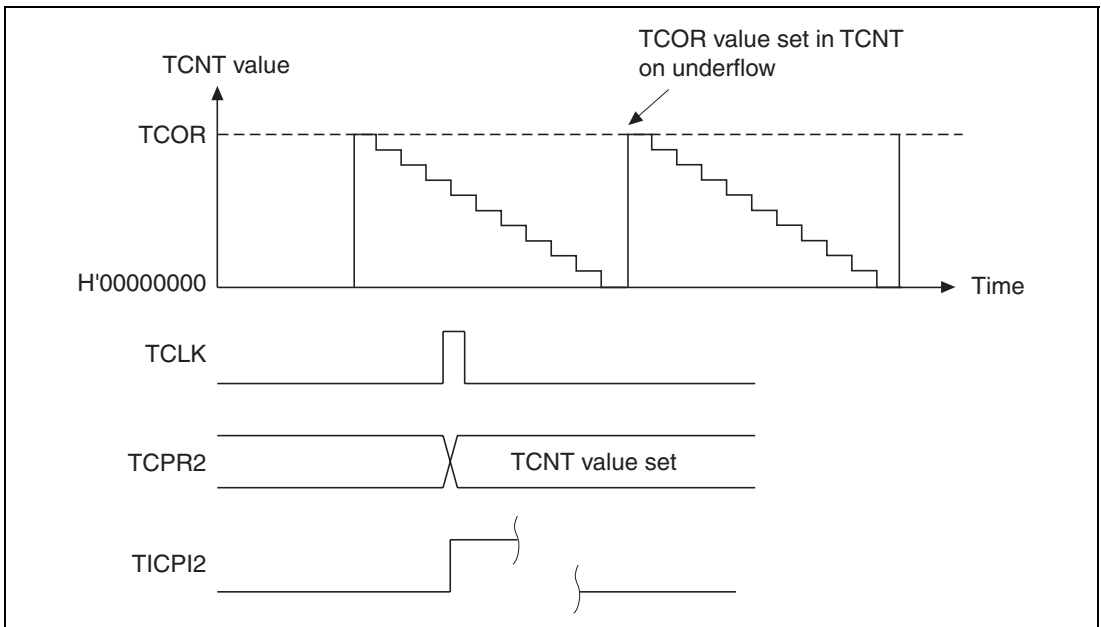 TCOR value set in TCNT
on underflow
TCNT value
TCOR
H'00000000
Time
TCLK
TCPR2
TCNT value set
TICPI2